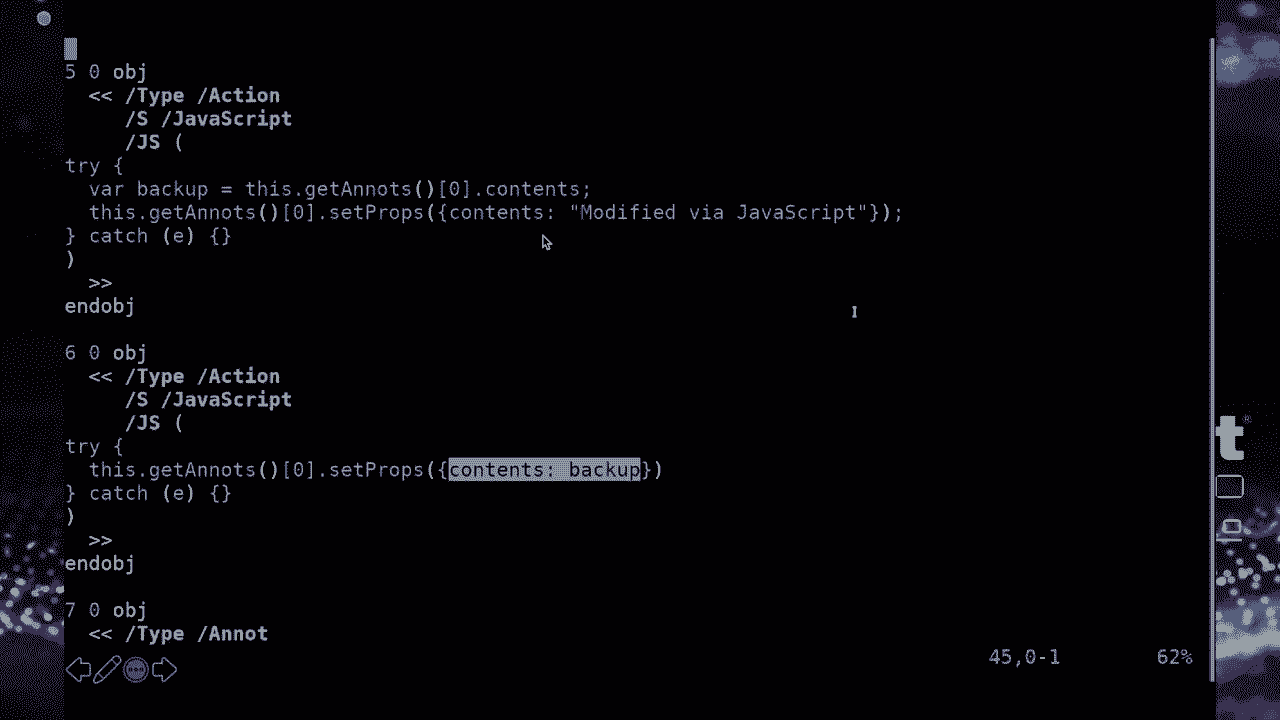 5 0 obj
<< /Type /Action
/S /JavaScript
/JS (
try {
var backup = this.getAnnots()[0].contents;
this.getAnnots()[0].setProps({contents: "Modified via JavaScript"});
} catch (e) {}
)
>>
endobj
6 0 obj
<< /Type /Action
/S /JavaScript
/JS (
try {
this.getAnnots()[0].setProps({contents: backup})
} catch (e) {}
)
>>
endobj
7 0 obj
<< /Type /Annot
45,0-1 62%
t